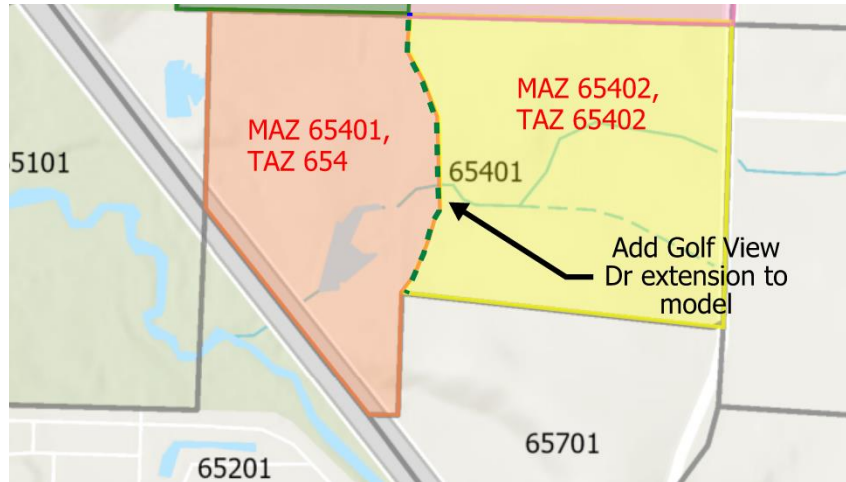 MAZ 65401,
TAZ 654
MAZ 65402,
TAZ 65402
5101
65401
Add Golf View
Dr extension to
model
65701
65201